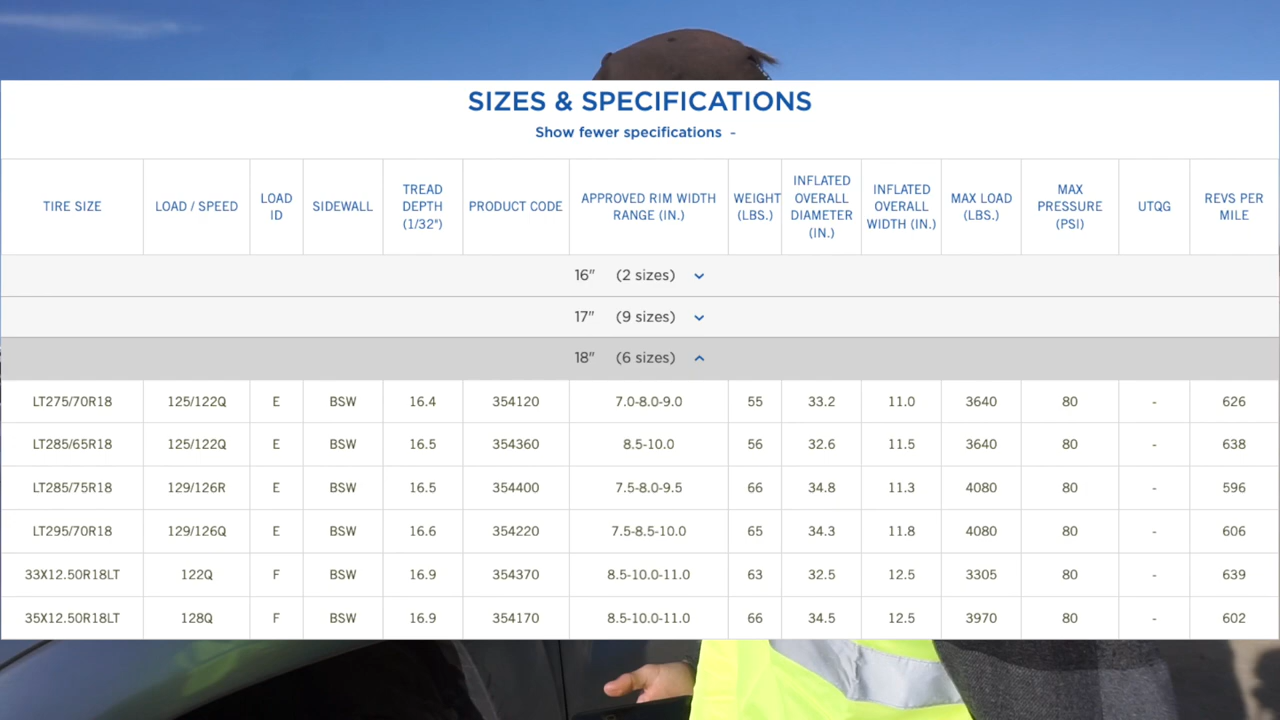 SIZES & SPECIFICATIONS
Show fewer specifications -
TIRE SIZE LOAD / SPEED LOAD ID SIDEWALL TREAD DEPTH (1/32") PRODUCT CODE APPROVED RIM WIDTH RANGE (IN.) WEIGHT (LBS.) INFLATED OVERALL DIAMETER (IN.) INFLATED OVERALL WIDTH (IN.) MAX LOAD (LBS.) MAX PRESSURE (PSI) UTQG REVS PER MILE
16" (2 sizes)
17" (9 sizes)
18" (6 sizes)
LT275/70R18 125/122Q E BSW 16.4 354120 7.0-8.0-9.0 55 33.2 11.0 3640 80 - 626
LT285/65R18 125/122Q E BSW 16.5 354360 8.5-10.0 56 32.6 11.5 3640 80 - 638
LT285/75R18 129/126R E BSW 16.5 354400 7.5-8.0-9.5 66 34.8 11.3 4080 80 - 596
LT295/70R18 129/126Q E BSW 16.6 354220 7.5-8.5-10.0 65 34.3 11.8 4080 80 - 606
33X12.50R18LT 122Q F BSW 16.9 354370 8.5-10.0-11.0 63 32.5 12.5 3305 80 - 639
35X12.50R18LT 128Q F BSW 16.9 354170 8.5-10.0-11.0 66 34.5 12.5 3970 80 - 602